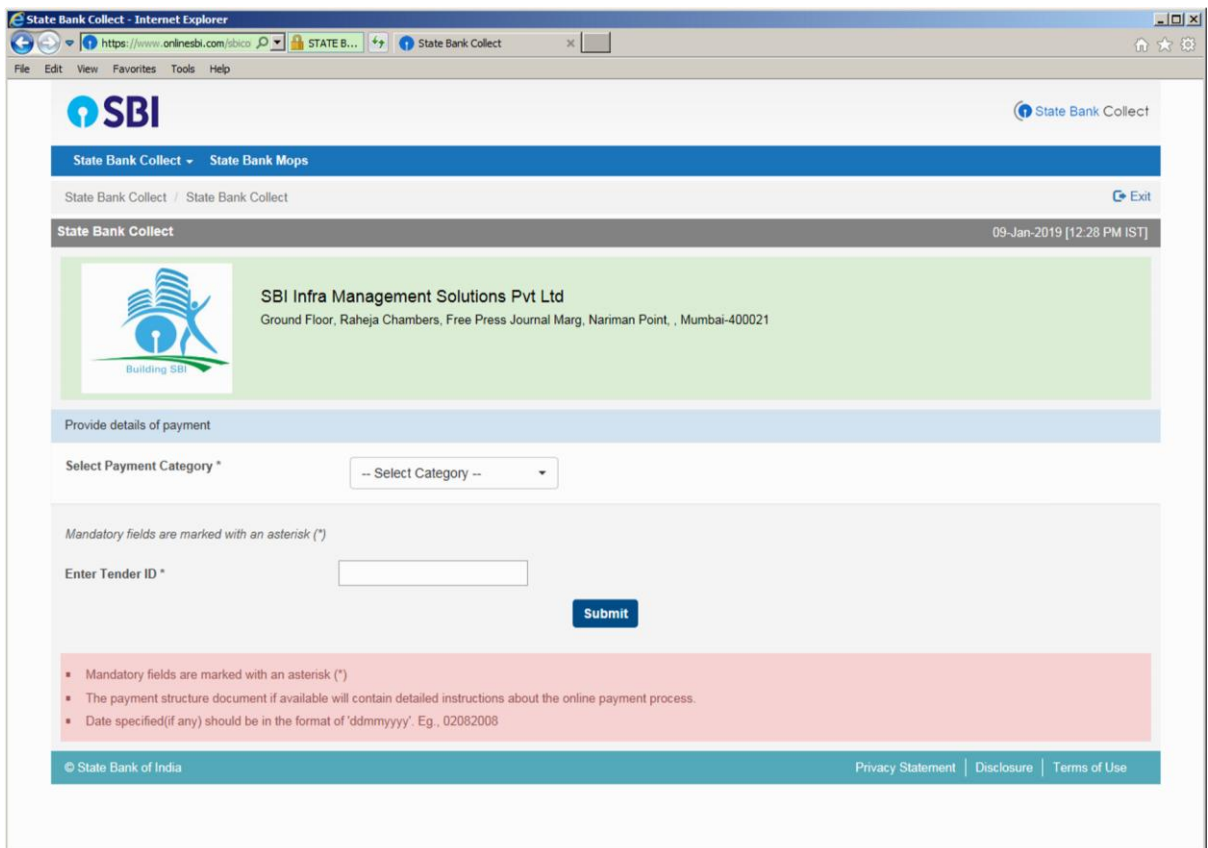 State Bank Collect - Internet Explorer
https://www.onlinesbi.com/sbico STATE B... State Bank Collect
File Edit View Favorites Tools Help
SBI State Bank Collect
State Bank Collect State Bank Mops
State Bank Collect / State Bank Collect Exit
State Bank Collect 09-Jan-2019 [12:28 PM IST]
SBI Infra Management Solutions Pvt Ltd
Ground Floor, Raheja Chambers, Free Press Journal Marg, Nariman Point, , Mumbai-400021
Building SBI
Provide details of payment
Select Payment Category * -- Select Category --
Mandatory fields are marked with an asterisk (*)
Enter Tender ID *
Submit
Mandatory fields are marked with an asterisk (*)
The payment structure document if available will contain detailed instructions about the online payment process.
Date specified(if any) should be in the format of 'ddmmyyyy'. Eg., 02082008
© State Bank of India Privacy Statement | Disclosure | Terms of Use